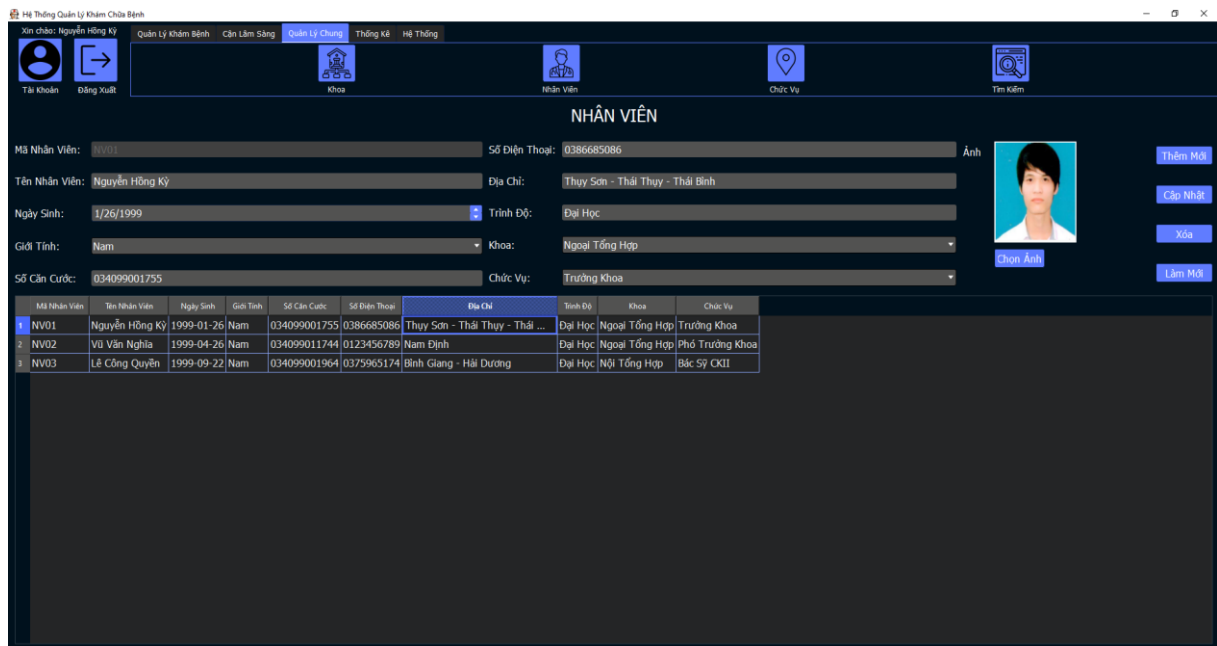 Hệ Thống Quản Lý Khám Chữa Bệnh
Xin chào: Nguyễn Hồng Kỳ
Quản Lý Khám Bệnh Cận Lâm Sàng Quản Lý Chung Thống Kê Hệ Thống
Tài Khoản Đăng Xuất Khoa Nhân Viên Chức Vụ Tìm Kiếm
NHÂN VIÊN
Mã Nhân Viên: NV01 Số Điện Thoại: 0386685086 Ảnh Thêm Mới
Tên Nhân Viên: Nguyễn Hồng Kỳ Địa Chỉ: Thụy Sơn - Thái Thụy - Thái Bình Cập Nhật
Ngày Sinh: 1/26/1999 Trình Độ: Đại Học Xóa
Giới Tính: Nam Khoa: Ngoại Tổng Hợp Chọn Ảnh
Số Căn Cước: 034099001755 Chức Vụ: Trưởng Khoa Làm Mới
Mã Nhân Viên Tên Nhân Viên Ngày Sinh Giới Tính Số Căn Cước Số Điện Thoại Địa Chỉ Trình Độ Khoa Chức Vụ
1 NV01 Nguyễn Hồng Kỳ 1999-01-26 Nam 034099001755 0386685086 Thụy Sơn - Thái Thụy - Thái ... Đại Học Ngoại Tổng Hợp Trưởng Khoa
2 NV02 Vũ Văn Nghĩa 1999-04-26 Nam 034099011744 0123456789 Nam Định Đại Học Ngoại Tổng Hợp Phó Trưởng Khoa
3 NV03 Lê Công Quyền 1999-09-22 Nam 034099001964 0375965174 Bình Giang - Hải Dương Đại Học Nội Tổng Hợp Bác Sỹ CKII